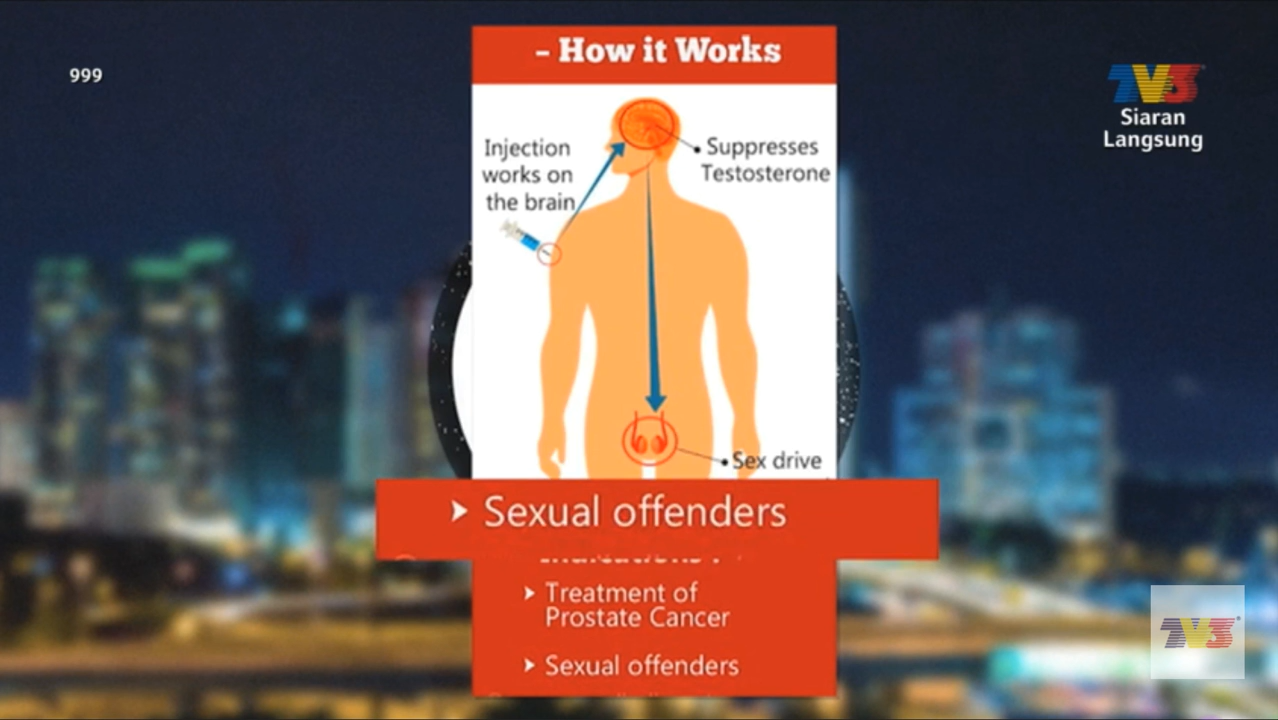 – How it Works
999
TV3
Siaran
Langsung
Injection
works on
the brain
Suppresses
Testosterone
Sex drive
Sexual offenders
Treatment of
Prostate Cancer
Sexual offenders
TV3